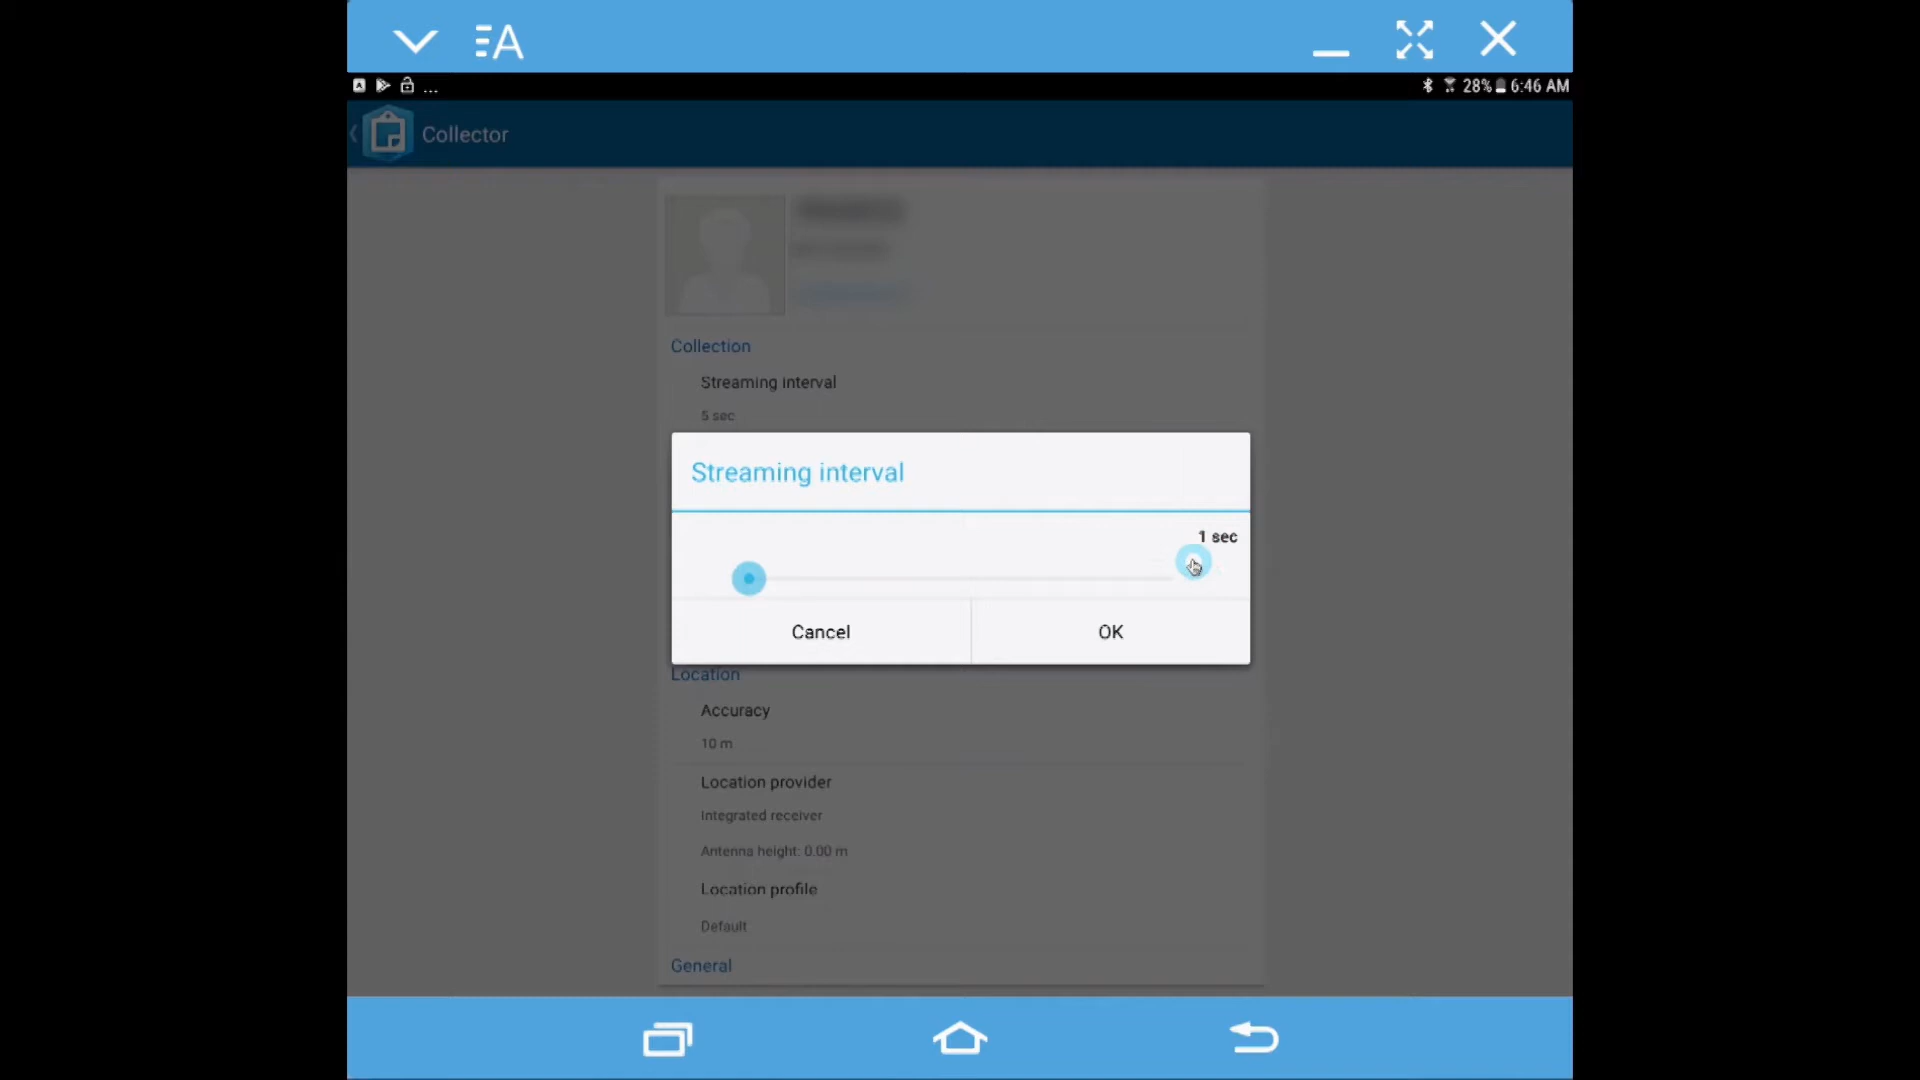 A
... 28% 6:46 AM
Collector
Collection
Streaming interval
5 sec
Streaming interval
1 sec
Cancel OK
Location
Accuracy
10 m
Location provider
Integrated receiver
Antenna height: 0.00 m
Location profile
Default
General